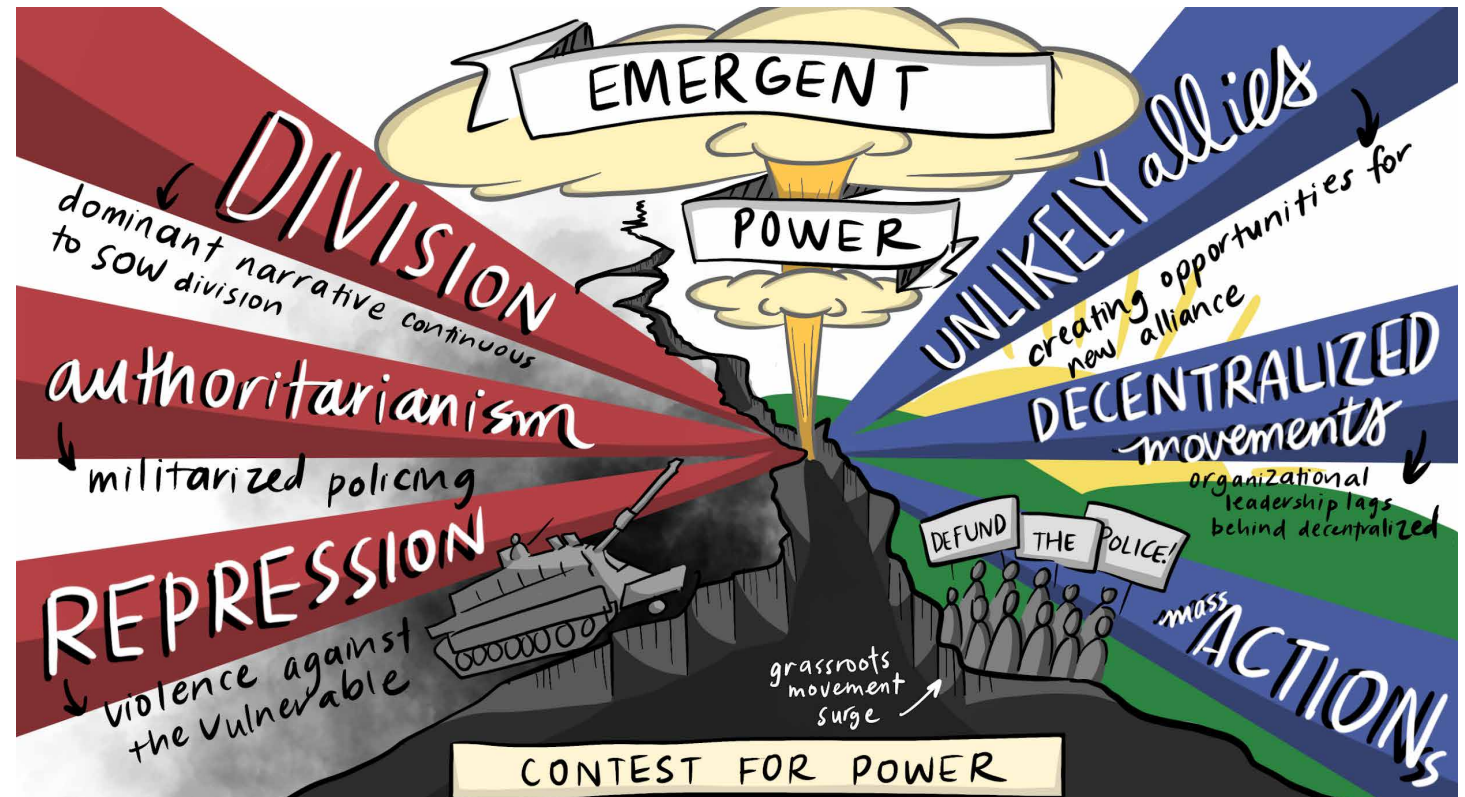 EMERGENT
POWER
DIVISION
dominant narrative continuous
to sow division
authoritarianism
militarized policing
REPRESSION
violence against
the vulnerable
UNLIKELY allies
creating opportunities for
new alliance
DECENTRALIZED
movements
organizational
leadership lags
behind decentralized
DEFUND
THE
POLICE!
mass
ACTIONs
grassroots
movement
surge
CONTEST FOR POWER